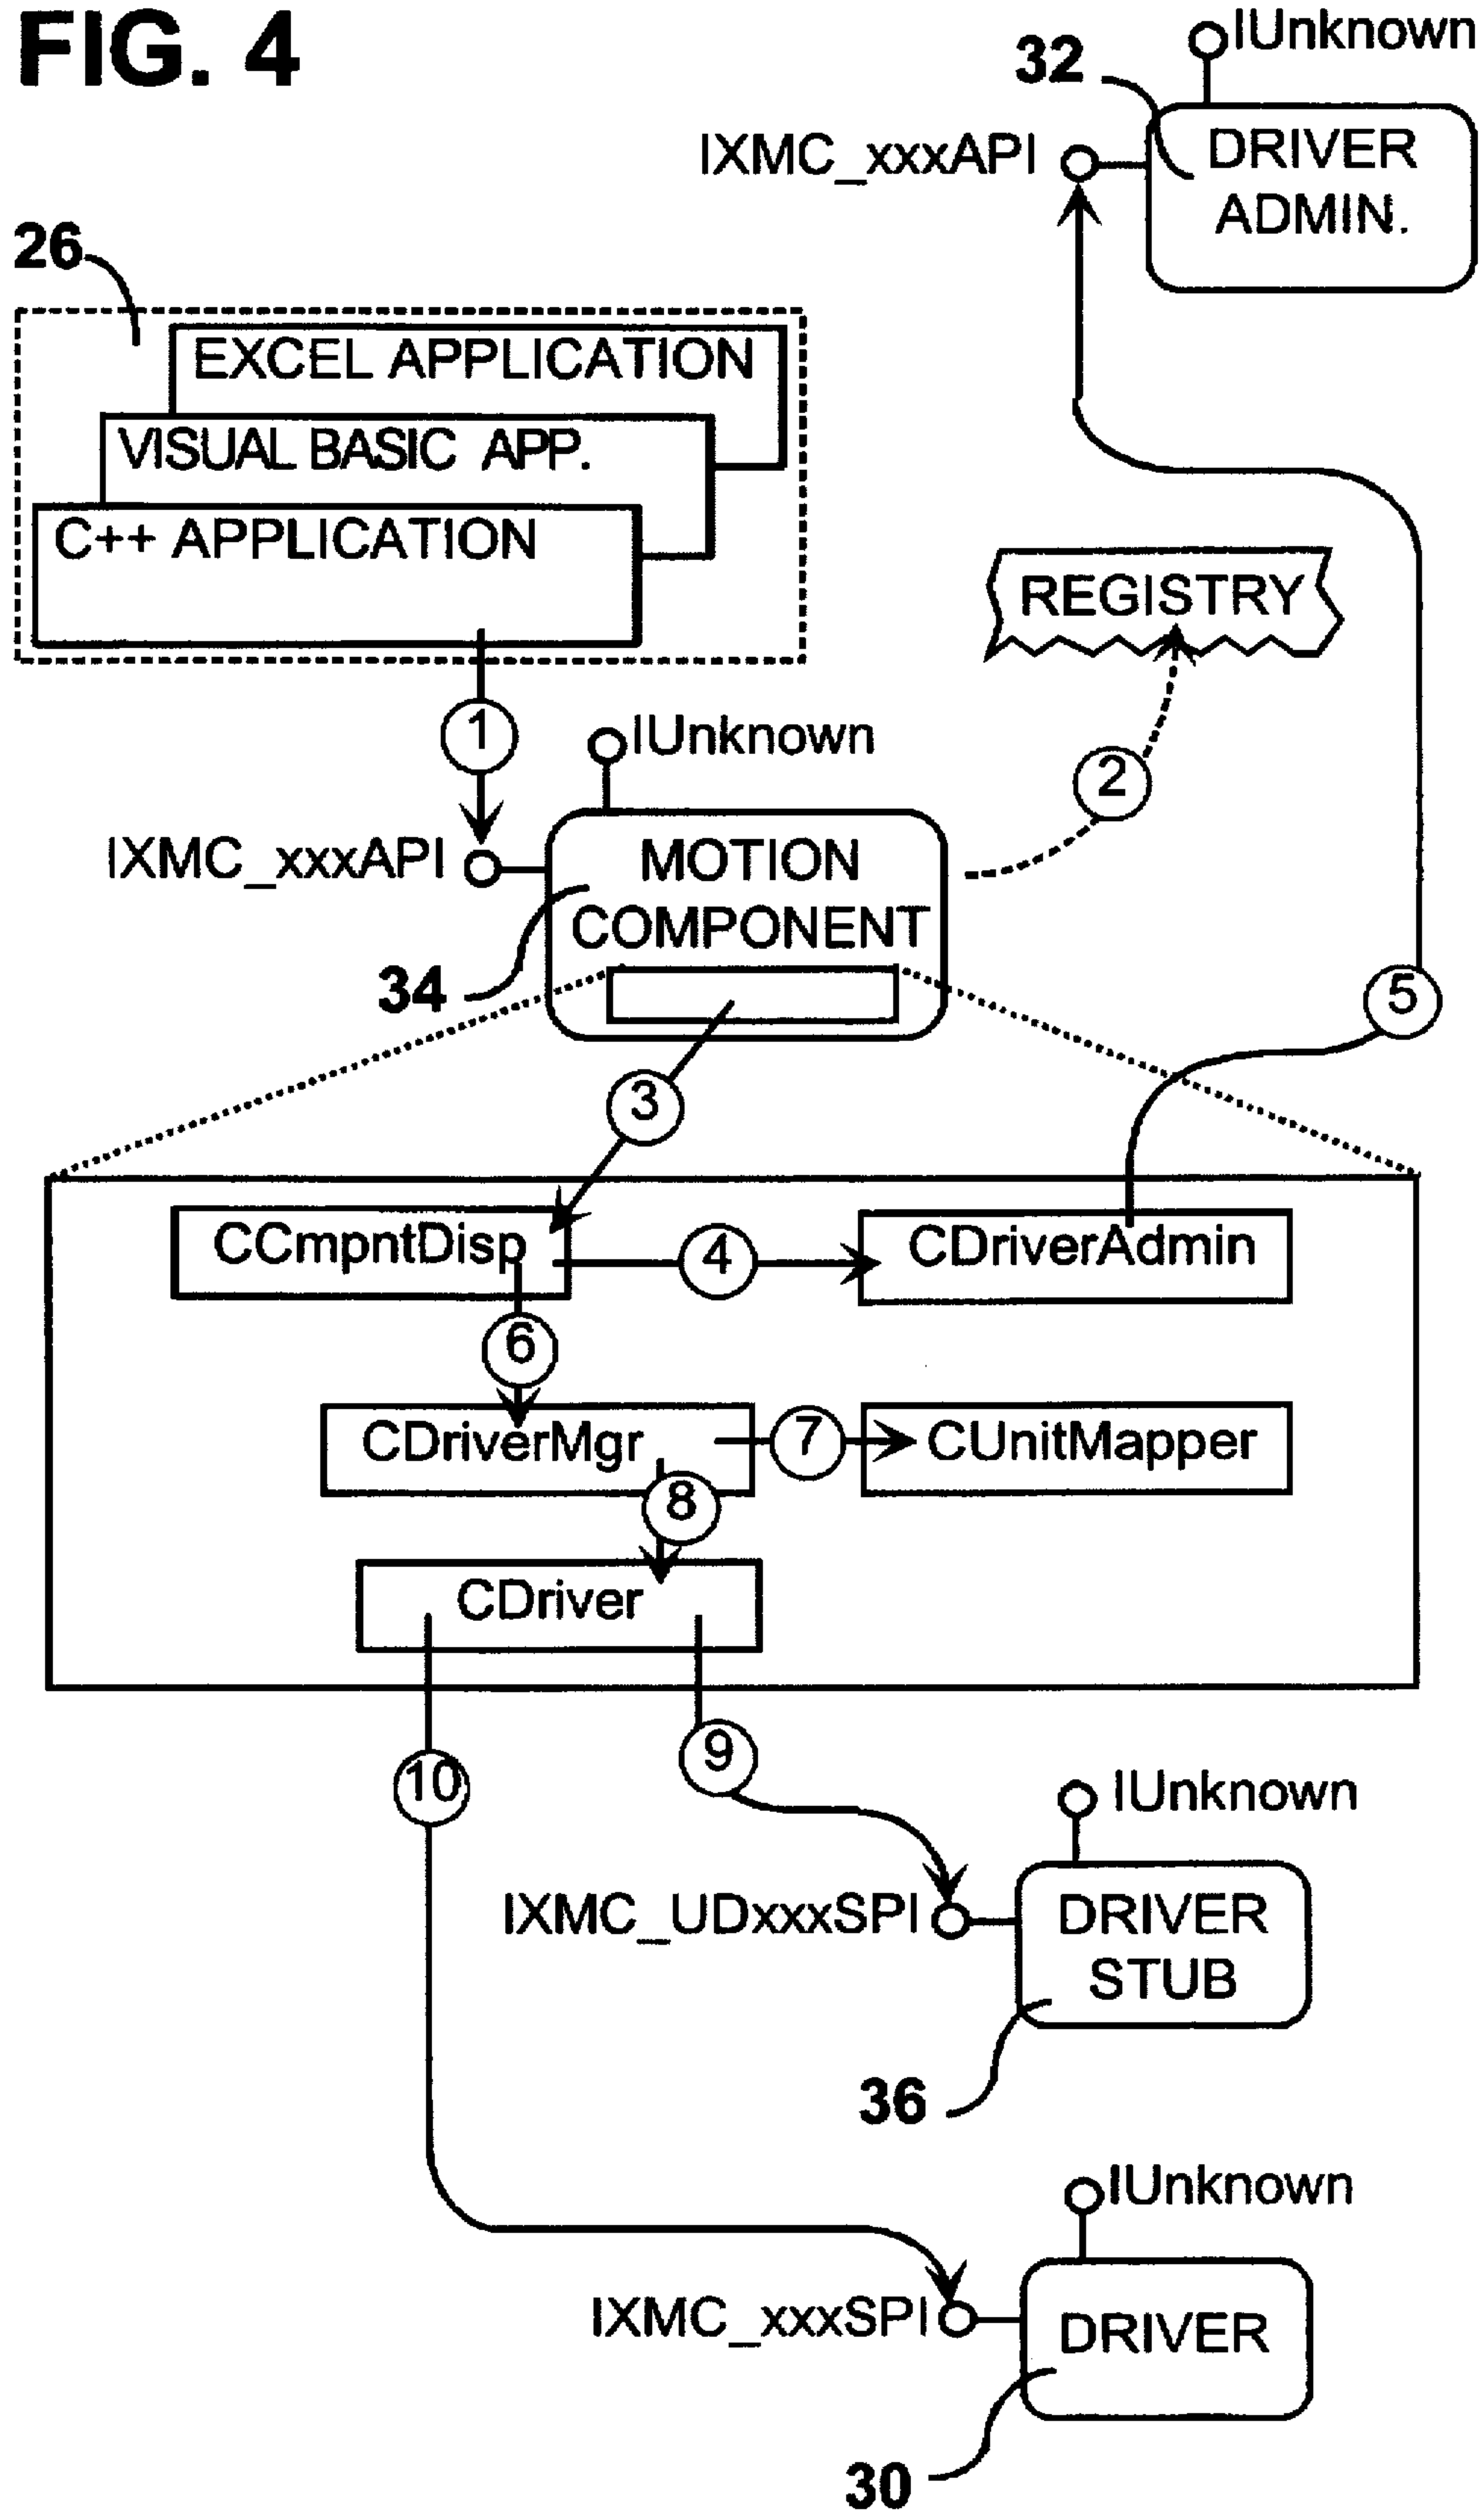 FIG. 4
IUnknown
32
IXMC_xxxAPI
DRIVER
ADMIN.
26
EXCEL APPLICATION
VISUAL BASIC APP.
C++ APPLICATION
REGISTRY
1
IUnknown
2
IXMC_xxxAPI
MOTION
COMPONENT
34
5
3
CCmpntDisp
4
CDriverAdmin
6
CDriverMgr
7
CUnitMapper
8
CDriver
9
10
IUnknown
IXMC_UDxxxSPI
DRIVER
STUB
36
IUnknown
IXMC_xxxSPI
DRIVER
30